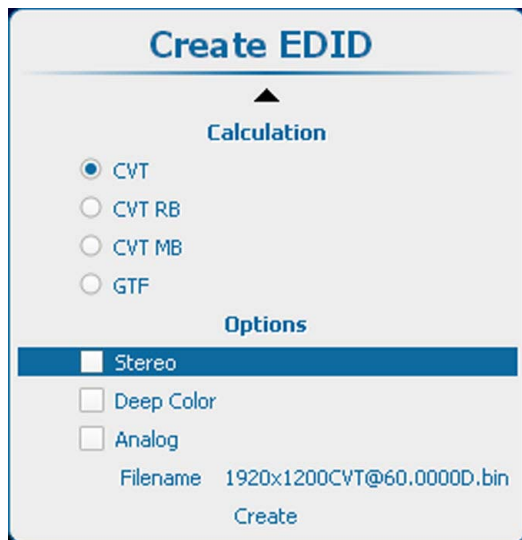 Create EDID
Calculation
CVT
CVT RB
CVT MB
GTF
Options
Stereo
Deep Color
Analog
Filename 1920x1200CVT@60.0000D.bin
Create